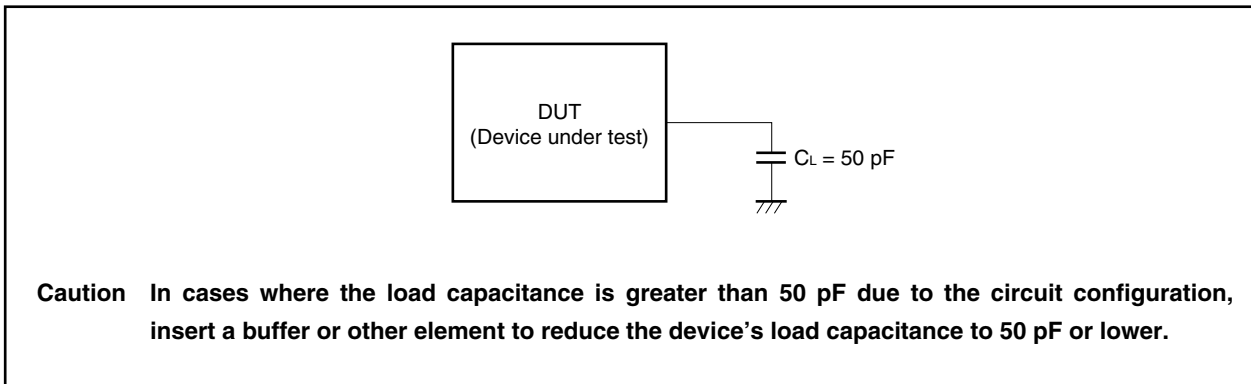 DUT
(Device under test)
CL = 50 pF
Caution In cases where the load capacitance is greater than 50 pF due to the circuit configuration,
insert a buffer or other element to reduce the device's load capacitance to 50 pF or lower.